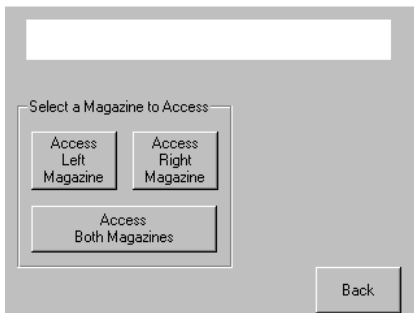 Select a Magazine to Access
Access
Left
Magazine
Access
Right
Magazine
Access
Both Magazines
Back